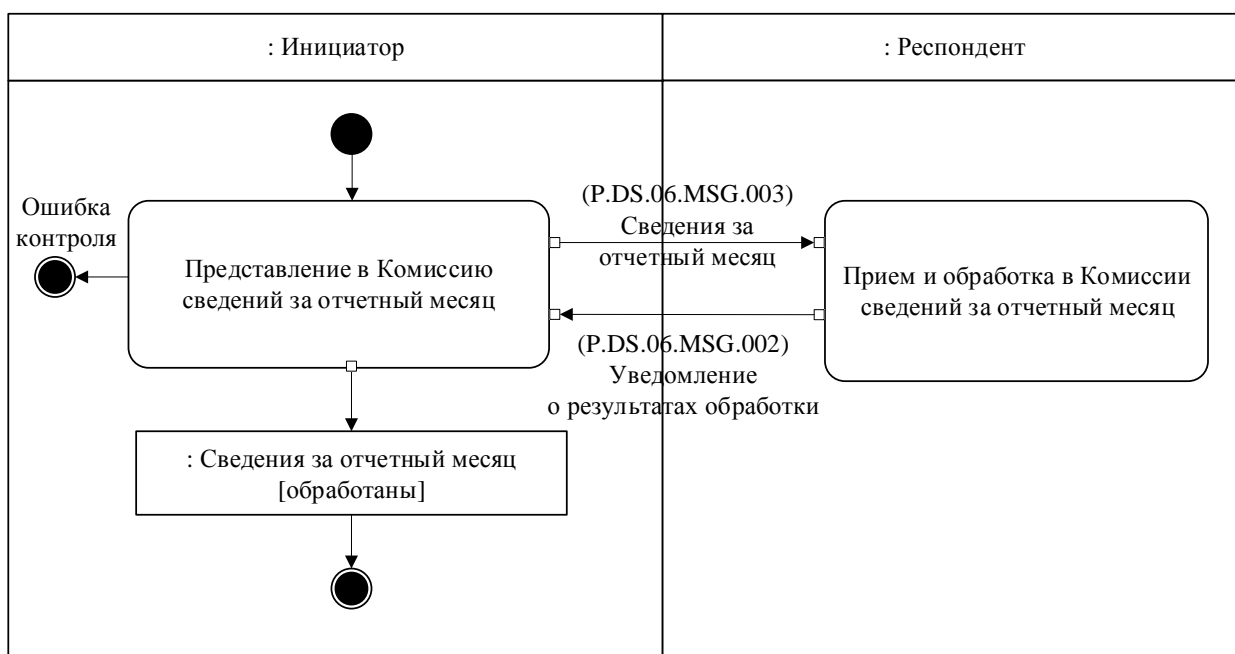 : Инициатор
: Респондент
Ошибка
контроля
Представление в Комиссию
сведений за отчетный месяц
(P.DS.06.MSG.003)
Сведения за
отчетный месяц
Прием и обработка в Комиссии
сведений за отчетный месяц
(P.DS.06.MSG.002)
Уведомление
о результатах обработки
: Сведения за отчетный месяц
[обработаны]